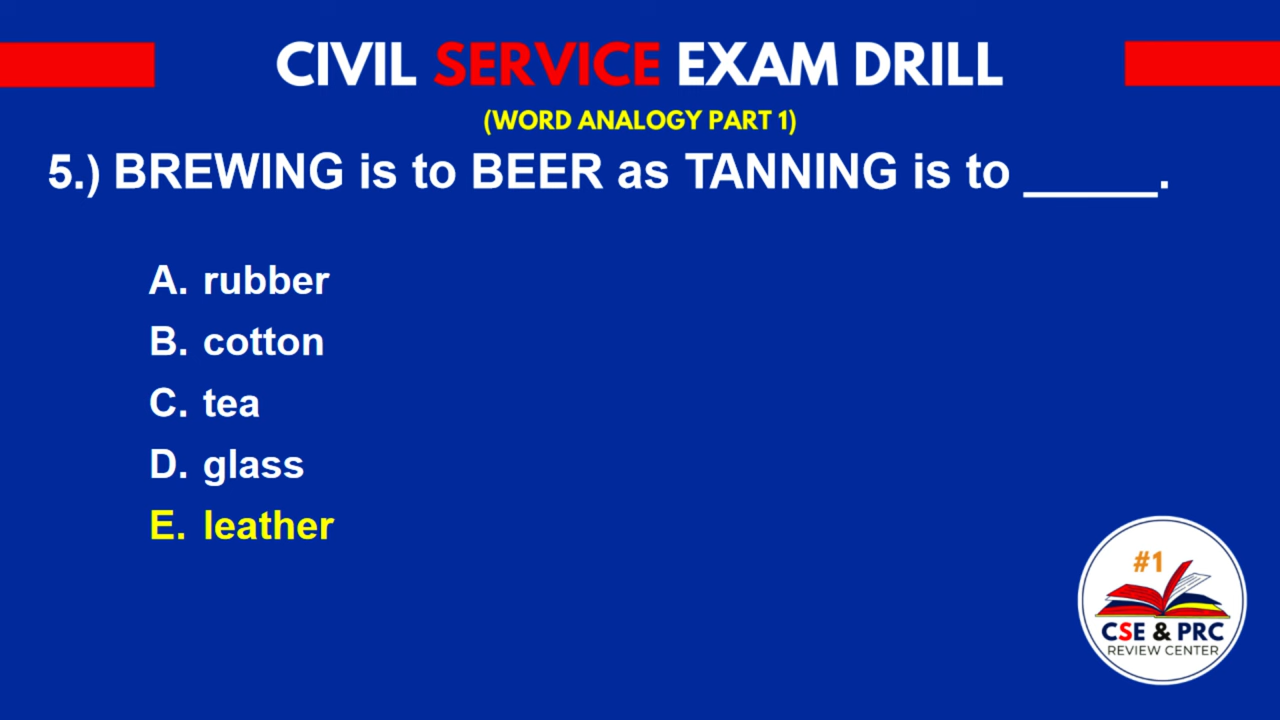 CIVIL SERVICE EXAM DRILL
(WORD ANALOGY PART 1)
5.) BREWING is to BEER as TANNING is to _____.
A. rubber
B. cotton
C. tea
D. glass
E. leather
#1
CSE & PRC
REVIEW CENTER